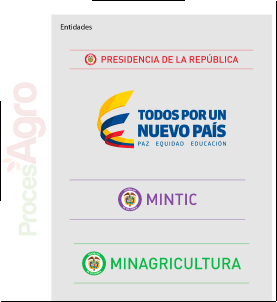 Entidades
PRESIDENCIA DE LA REPÚBLICA
TODOS POR UN
NUEVO PAÍS
PAZ EQUIDAD EDUCACIÓN
MINTIC
MINAGRICULTURA
ProcesAgro